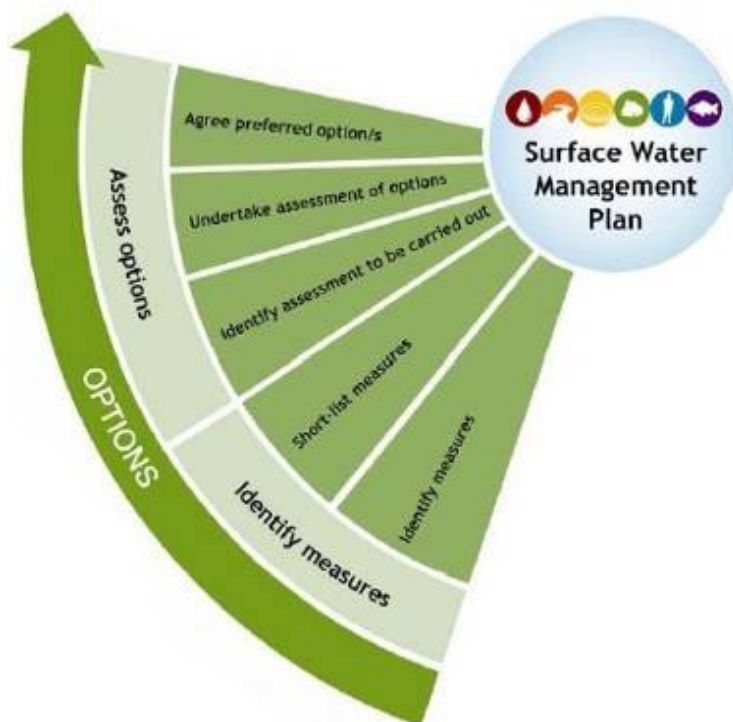 Surface Water
Management
Plan
Agree preferred option/s
Undertake assessment of options
Identify assessment to be carried out
Short-list measures
Identify measures
Assess options
Identify measures
OPTIONS